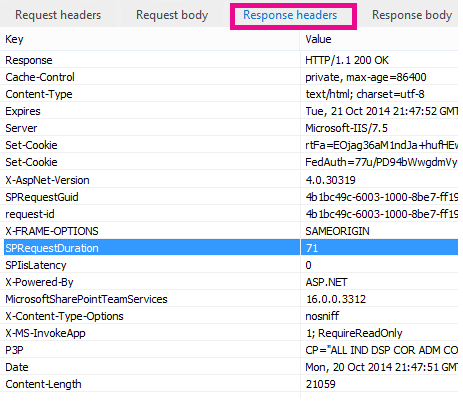 Request headers Request body Response headers Response body
Key Value
Response HTTP/1.1 200 OK
Cache-Control private, max-age=86400
Content-Type text/html; charset=utf-8
Expires Tue, 21 Oct 2014 21:47:52 GMT
Server Microsoft-IIS/7.5
Set-Cookie rtFa=EOjag36aM1ndJa+hufHEw
Set-Cookie FedAuth=77u/PD94bWwgdmVy
X-AspNet-Version 4.0.30319
SPRequestGuid 4b1bc49c-6003-1000-8be7-ff19
request-id 4b1bc49c-6003-1000-8be7-ff19
X-FRAME-OPTIONS SAMEORIGIN
SPRequestDuration 71
SPIisLatency 0
X-Powered-By ASP.NET
MicrosoftSharePointTeamServices 16.0.0.3312
X-Content-Type-Options nosniff
X-MS-InvokeApp 1; RequireReadOnly
P3P CP="ALL IND DSP COR ADM CO
Date Mon, 20 Oct 2014 21:47:52 GMT
Content-Length 21059